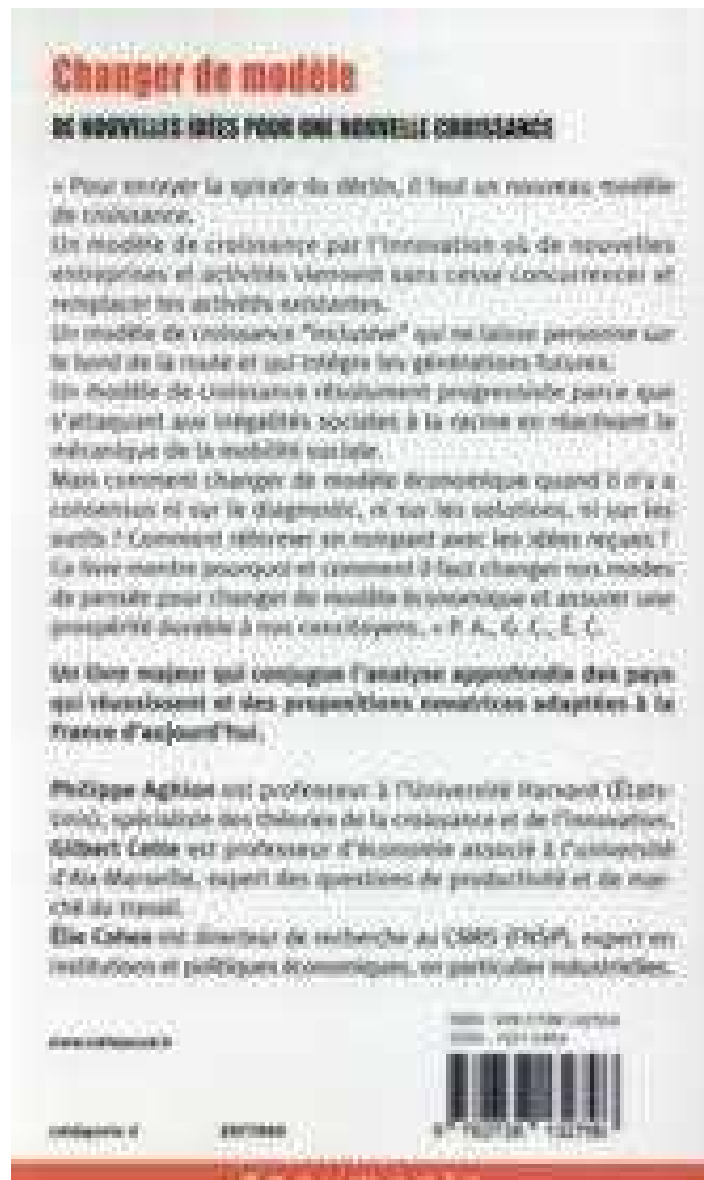 Changer de modèle
DE NOUVELLES IDÉES POUR UNE NOUVELLE CROISSANCE
« Pour enrayer la spirale du déclin, il faut un nouveau modèle
de croissance.
Un modèle de croissance par l'innovation où de nouvelles
entreprises et activités viennent sans cesse concurrencer et
remplacer les activités existantes.
Un modèle de croissance "inclusive" qui ne laisse personne sur
le bord de la route et qui intègre les générations futures.
Un modèle de croissance résolument progressiste parce que
s'attaquant aux inégalités sociales à la racine en réactivant la
mécanique de la mobilité sociale.
Mais comment changer de modèle économique quand il n'y a
consensus ni sur le diagnostic, ni sur les solutions, ni sur les
outils ? Comment réformer en rompant avec les idées reçues ?
Ce livre montre pourquoi et comment il faut changer nos modes
de pensée pour changer de modèle économique et assurer une
prospérité durable à nos concitoyens. » P. A., G. C., É. C.
Un livre majeur qui conjugue l'analyse approfondie des pays
qui réussissent et des propositions novatrices adaptées à la
France d'aujourd'hui.
Philippe Aghion est professeur à l'Université Harvard (États-
Unis), spécialiste des théories de la croissance et de l'innovation.
Gilbert Cette est professeur d'économie associé à l'université
d'Aix-Marseille, expert des questions de productivité et de mar-
ché du travail.
Élie Cohen est directeur de recherche au CNRS (FNSP), expert en
institutions et politiques économiques, en particulier industrielles.